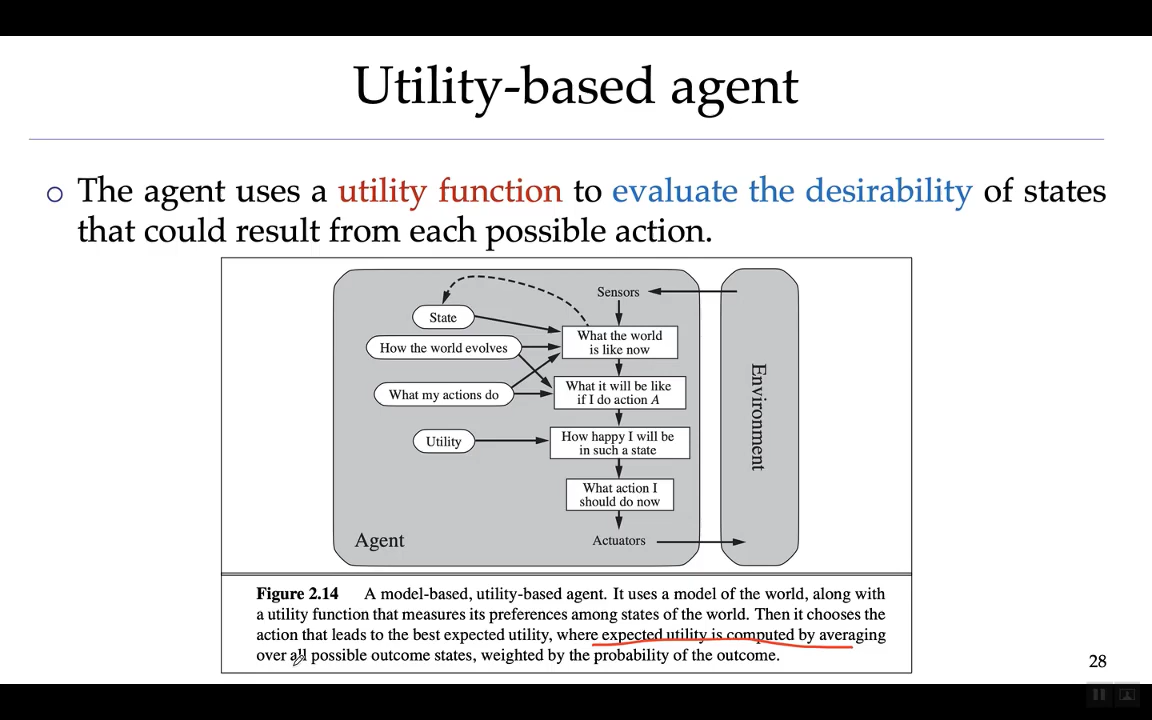 Utility-based agent
o The agent uses a utility function to evaluate the desirability of states
that could result from each possible action.
Sensors
State
What the world
is like now
How the world evolves
What it will be like
if I do action A
What my actions do
Utility
How happy I will be
in such a state
What action I
should do now
Agent
Actuators
Environment
Figure 2.14 A model-based, utility-based agent. It uses a model of the world, along with
a utility function that measures its preferences among states of the world. Then it chooses the
action that leads to the best expected utility, where expected utility is computed by averaging
over all possible outcome states, weighted by the probability of the outcome.
28